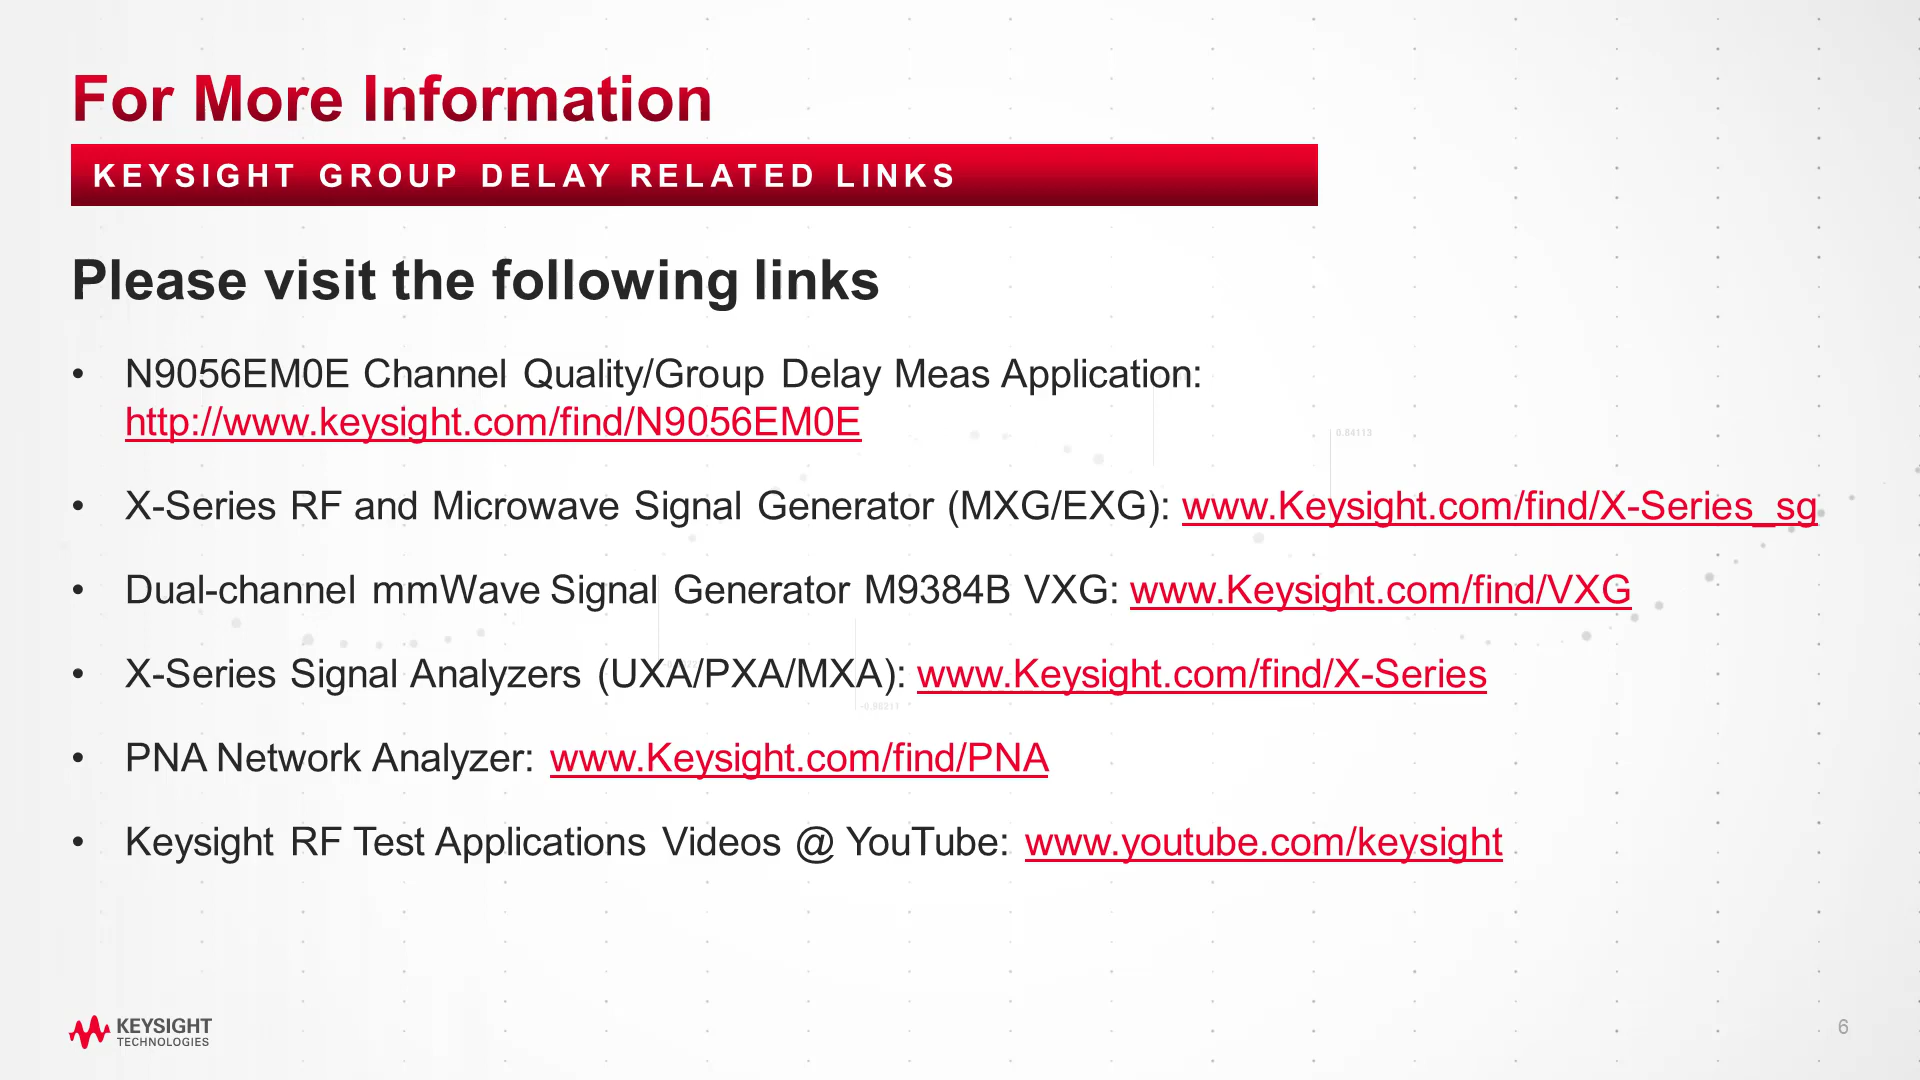 For More Information
KEYSIGHT GROUP DELAY RELATED LINKS
Please visit the following links
• N9056EM0E Channel Quality/Group Delay Meas Application:
http://www.keysight.com/find/N9056EM0E
0.84113
• X-Series RF and Microwave Signal Generator (MXG/EXG): www.Keysight.com/find/X-Series_sg
• Dual-channel mmWave Signal Generator M9384B VXG: www.Keysight.com/find/VXG
• X-Series Signal Analyzers (UXA/PXA/MXA): www.Keysight.com/find/X-Series
-0.98211
• PNA Network Analyzer: www.Keysight.com/find/PNA
• Keysight RF Test Applications Videos @ YouTube: www.youtube.com/keysight
KEYSIGHT
TECHNOLOGIES
6